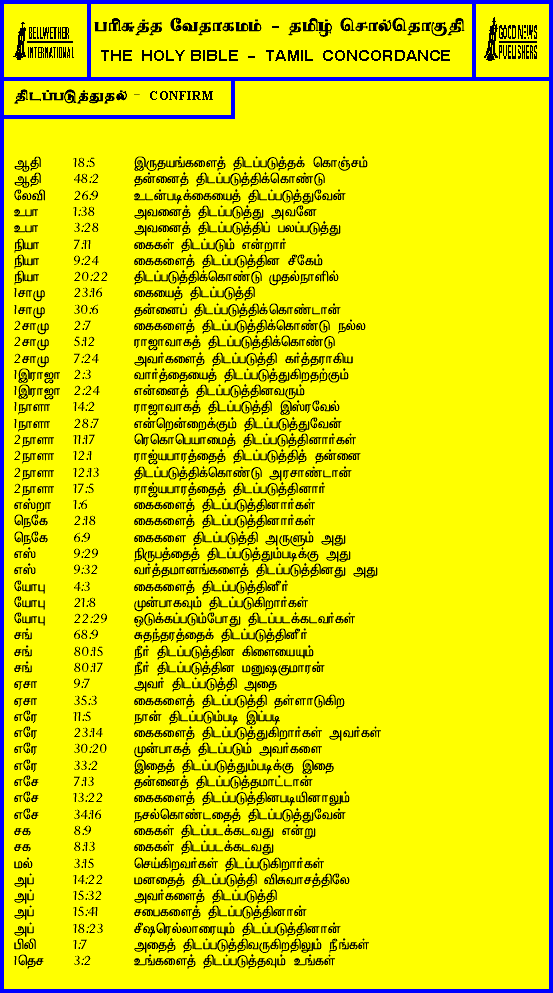 BELLWETHER
INTERNATIONAL
பரிசுத்த வேதாகமம் - தமிழ் சொல்தொகுதி
THE HOLY BIBLE - TAMIL CONCORDANCE
GOOD NEWS
PUBLISHERS
திடப்படுத்துதல் - CONFIRM
ஆதி 18:5 இருதயங்களைத் திடப்படுத்தக் கொஞ்சம்
ஆதி 48:2 தன்னைத் திடப்படுத்திக்கொண்டு
லேவி 26:9 உடன்படிக்கையைத் திடப்படுத்துவேன்
உபா 1:38 அவனைத் திடப்படுத்து அவனே
உபா 3:28 அவனைத் திடப்படுத்திப் பலப்படுத்து
நியா 7:11 கைகள் திடப்படும் என்றார்
நியா 9:24 கைகளைத் திடப்படுத்தின சீகேம்
நியா 20:22 திடப்படுத்திக்கொண்டு முதல்நாளில்
1சாமு 23:16 கையைத் திடப்படுத்தி
1சாமு 30:6 தன்னைப் திடப்படுத்திக்கொண்டான்
2சாமு 2:7 கைகளைத் திடப்படுத்திக்கொண்டு நல்ல
2சாமு 5:12 ராஜாவாகத் திடப்படுத்திக்கொண்டு
2சாமு 7:24 அவர்களைத் திடப்படுத்தி கர்த்தராகிய
1இராஜா 2:3 வார்த்தையைத் திடப்படுத்துகிறதற்கும்
1இராஜா 2:24 என்னைத் திடப்படுத்தினவரும்
1நாளா 14:2 ராஜாவாகத் திடப்படுத்தி இஸ்ரவேல்
1நாளா 28:7 என்றென்றைக்கும் திடப்படுத்துவேன்
2நாளா 11:17 ரெகொபெயாமைத் திடப்படுத்தினார்கள்
2நாளா 12:1 ராஜ்யபாரத்தைத் திடப்படுத்தித் தன்னை
2நாளா 12:13 திடப்படுத்திக்கொண்டு அரசாண்டான்
2நாளா 17:5 ராஜ்யபாரத்தைத் திடப்படுத்தினார்
எஸ்றா 1:6 கைகளைத் திடப்படுத்தினார்கள்
நெகே 2:18 கைகளைத் திடப்படுத்தினார்கள்
நெகே 6:9 கைகளை திடப்படுத்தி அருளும் அது
எஸ் 9:29 நிருபத்தைத் திடப்படுத்தும்படிக்கு அது
எஸ் 9:32 வர்த்தமானங்களைத் திடப்படுத்தினது அது
யோபு 4:3 கைகளைத் திடப்படுத்தினீர்
யோபு 21:8 முன்பாகவும் திடப்படுகிறார்கள்
யோபு 22:29 ஒடுக்கப்படும்போது திடப்படக்கடவர்கள்
சங் 68:9 சுதந்தரத்தைக் திடப்படுத்தினீர்
சங் 80:15 நீர் திடப்படுத்தின கிளையையும்
சங் 80:17 நீர் திடப்படுத்தின மனுஷகுமாரன்
ஏசா 9:7 அவர் திடப்படுத்தி அதை
ஏசா 35:3 கைகளைத் திடப்படுத்தி தள்ளாடுகிற
எரே 11:5 நான் திடப்படும்படி இப்படி
எரே 23:14 கைகளைத் திடப்படுத்துகிறார்கள் அவர்கள்
எரே 30:20 முன்பாகத் திடப்படும் அவர்களை
எரே 33:2 இதைத் திடப்படுத்தும்படிக்கு இதை
எசே 7:13 தன்னைத் திடப்படுத்தமாட்டான்
எசே 13:22 கைகளைத் திடப்படுத்தினபடியினாலும்
எசே 34:16 நசல்கொண்டதைத் திடப்படுத்துவேன்
சக 8:9 கைகள் திடப்படக்கடவது என்று
சக 8:13 கைகள் திடப்படக்கடவது
மல் 3:15 செய்கிறவர்கள் திடப்படுகிறார்கள்
அப் 14:22 மனதைத் திடப்படுத்தி விசுவாசத்திலே
அப் 15:32 அவர்களைத் திடப்படுத்தி
அப் 15:41 சபைகளைத் திடப்படுத்தினான்
அப் 18:23 சீஷரெல்லாரையும் திடப்படுத்தினான்
பிலி 1:7 அதைத் திடப்படுத்திவருகிறதிலும் நீங்கள்
1தெச 3:2 உங்களைத் திடப்படுத்தவும் உங்கள்